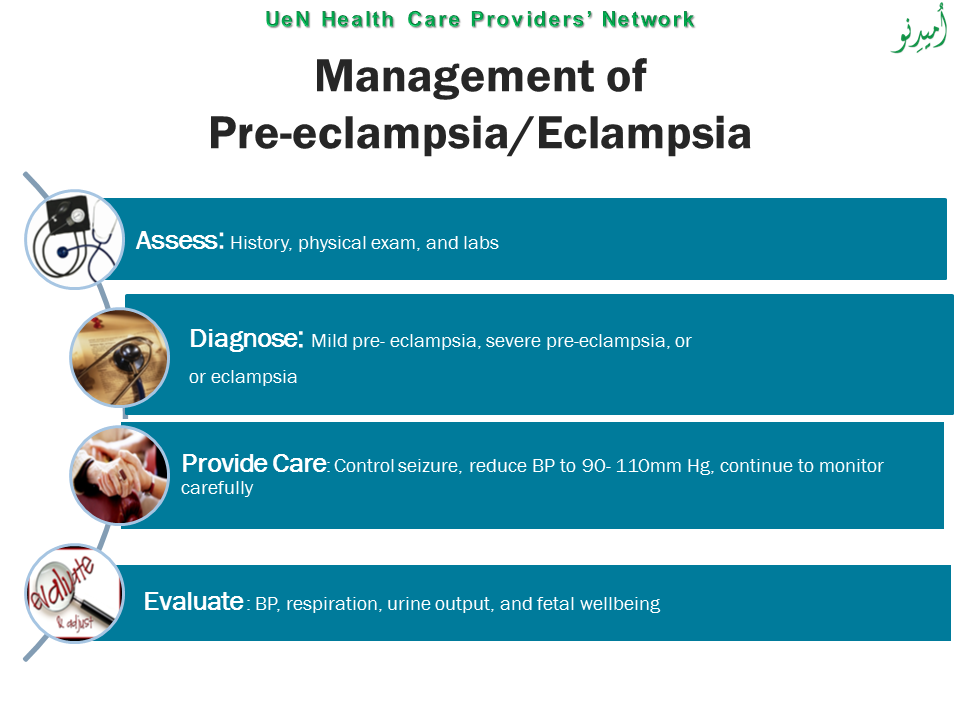 UeN Health Care Providers’ Network
اُمیدِنو
Management of
Pre-eclampsia/Eclampsia
Assess: History, physical exam, and labs
Diagnose: Mild pre- eclampsia, severe pre-eclampsia, or
or eclampsia
Provide Care: Control seizure, reduce BP to 90- 110mm Hg, continue to monitor
carefully
evaluate
& adjust
Evaluate : BP, respiration, urine output, and fetal wellbeing